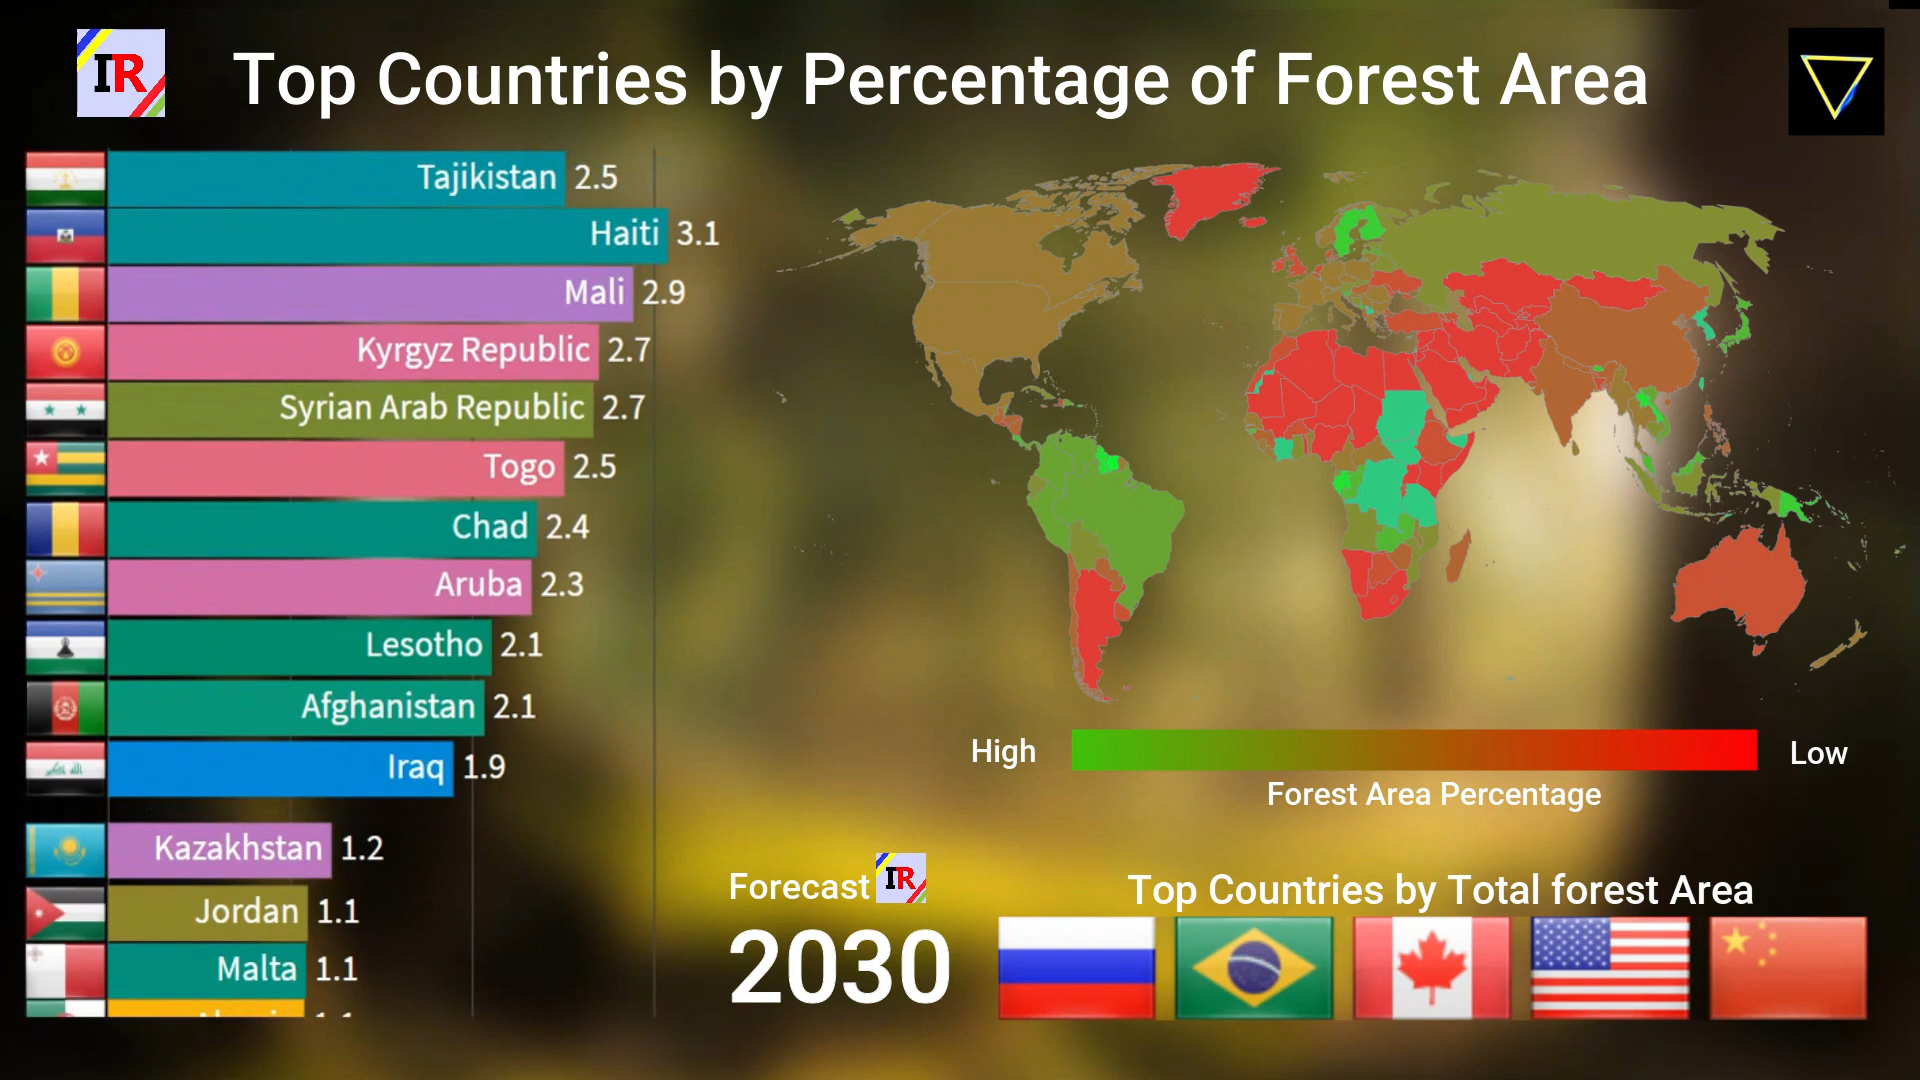 IR
Top Countries by Percentage of Forest Area
Tajikistan 2.5
Haiti 3.1
Mali 2.9
Kyrgyz Republic 2.7
Syrian Arab Republic 2.7
Togo 2.5
Chad 2.4
Aruba 2.3
Lesotho 2.1
Afghanistan 2.1
Iraq 1.9
Kazakhstan 1.2
Jordan 1.1
Malta 1.1
High
Low
Forest Area Percentage
Forecast IR
2030
Top Countries by Total forest Area